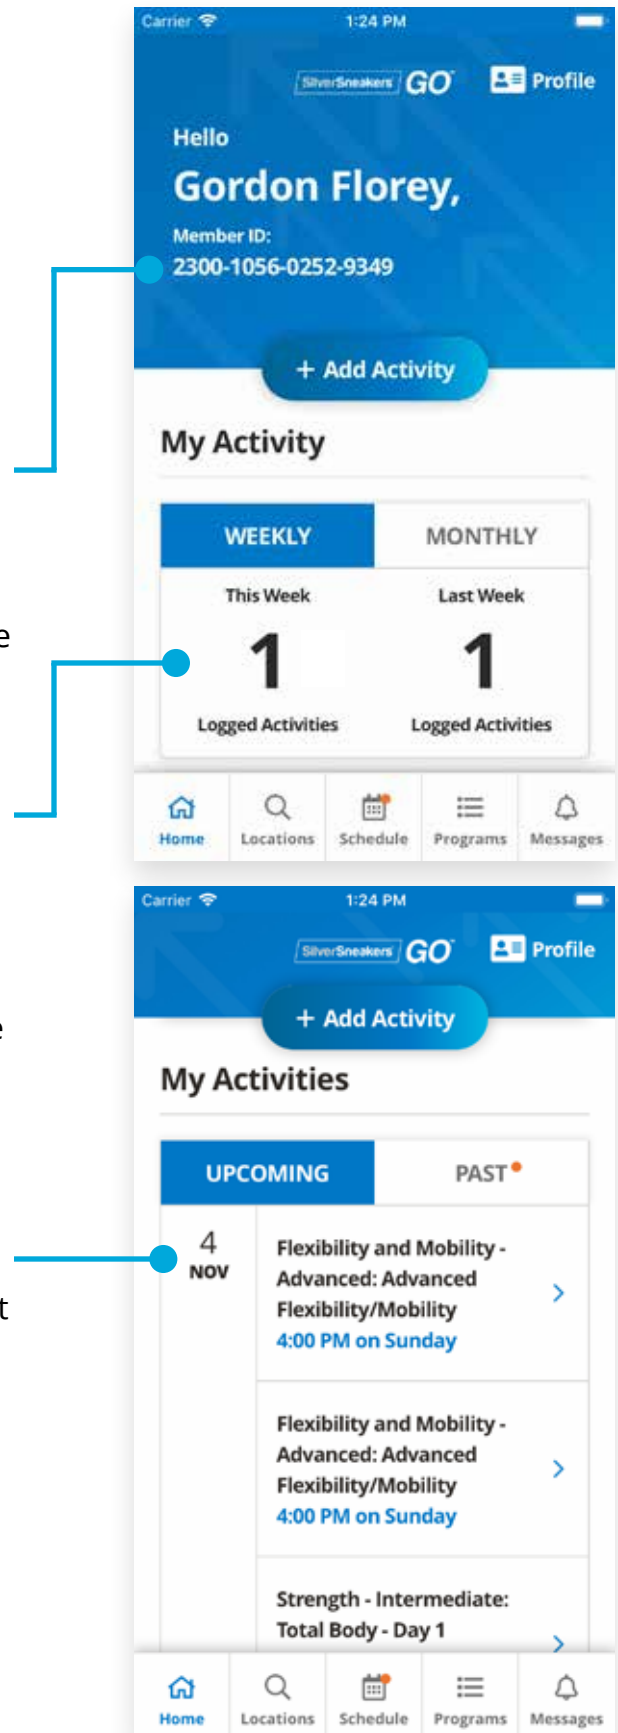 Carrier 1:24 PM
SilverSneakers GO Profile
Hello
Gordon Florey,
Member ID:
2300-1056-0252-9349
+ Add Activity
My Activity
WEEKLY MONTHLY
This Week Last Week
e
1 1
Logged Activities Logged Activities
Home Locations Schedule Programs Messages
Carrier 1:24 PM
SilverSneakers GO Profile
+ Add Activity
e
My Activities
UPCOMING PAST
4
NOV
Flexibility and Mobility -
Advanced: Advanced
Flexibility/Mobility
t
4:00 PM on Sunday
Flexibility and Mobility -
Advanced: Advanced
Flexibility/Mobility
4:00 PM on Sunday
Strength - Intermediate:
Total Body - Day 1
Home Locations Schedule Programs Messages